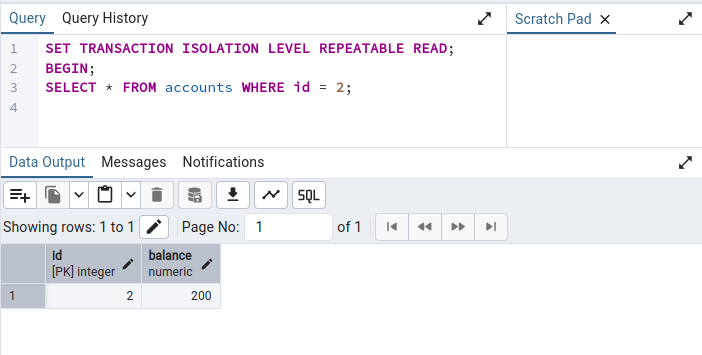 Query Query History Scratch Pad
1 SET TRANSACTION ISOLATION LEVEL REPEATABLE READ;
2 BEGIN;
3 SELECT * FROM accounts WHERE id = 2;
4
Data Output Messages Notifications
SQL
Showing rows: 1 to 1 Page No: 1 of 1
id balance
[PK] integer numeric
1 2 200